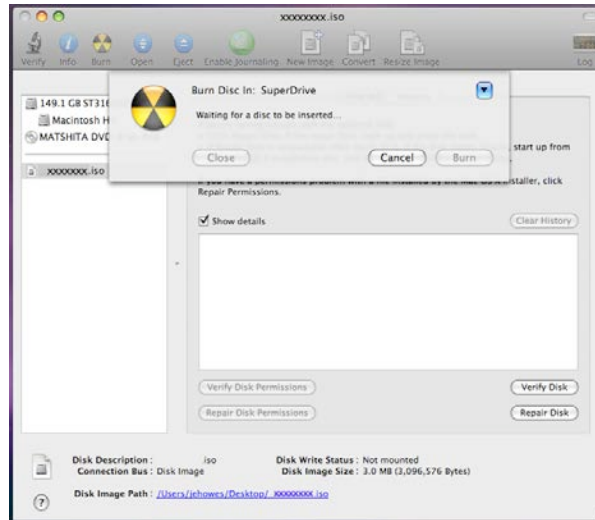 xxxxxxxx.iso
Verify Info Burn Open Eject Enable Journaling New Image Convert Resize Image Log
Burn Disc In: SuperDrive
Waiting for a disc to be inserted...
Close Cancel Burn
149.1 GB ST316
Macintosh H
MATSHITA DVD
xxxxxxx.iso
, start up from
If you have a permissions problem with a file installed by the Mac OS X installer, click
Repair Permissions.
Show details
Clear History
Verify Disk Permissions
Verify Disk
Repair Disk Permissions
Repair Disk
Disk Description : .iso
Disk Write Status : Not mounted
Connection Bus : Disk Image
Disk Image Size : 3.0 MB (3,096,576 Bytes)
Disk Image Path : /Users/jehowes/Desktop/_xxxxxxxx.iso
?